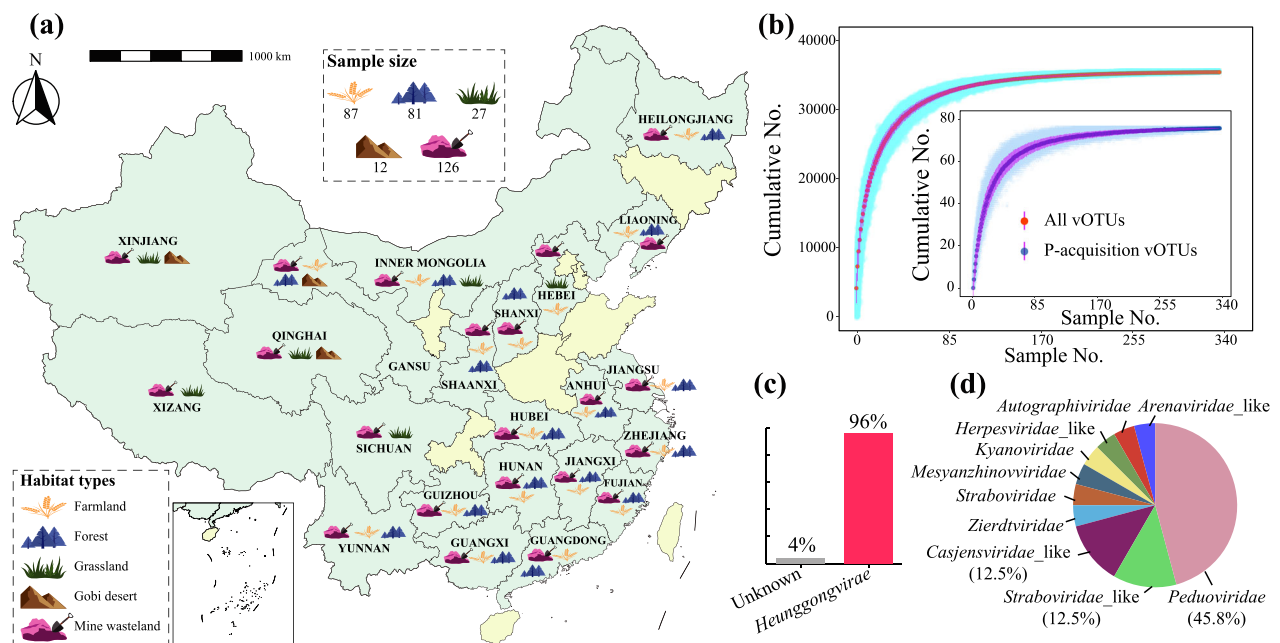 (a)
N
1000 km
Sample size
87
81
27
12
126
HEILONGJIANG
LIAONING
XINJIANG
INNER MONGOLIA
HEBEI
SHANXI
QINGHAI
GANSU
SHAANXI
JIANGSU
ANHUI
XIZANG
HUBEI
SICHUAN
ZHEJIANG
HUNAN
JIANGXI
FUJIAN
GUIZHOU
YUNNAN
GUANGXI
GUANGDONG
Habitat types
Farmland
Forest
Grassland
Gobi desert
Mine wasteland
(b)
Cumulative No.
40000
30000
20000
10000
0
0
85
170
255
340
Sample No.
Cumulative No.
80
60
40
20
0
All vOTUs
P-acquisition vOTUs
0
85
170
255
340
Sample No.
(c)
4%
96%
Unknown
Heunggongvirae
(d)
Autographiviridae
Arenaviridae_like
Herpesviridae_like
Kyanoviridae
Mesyanzhinovviridae
Straboviridae
Zierdtviridae
Casjensviridae_like
(12.5%)
Straboviridae_like
(12.5%)
Peduoviridae
(45.8%)